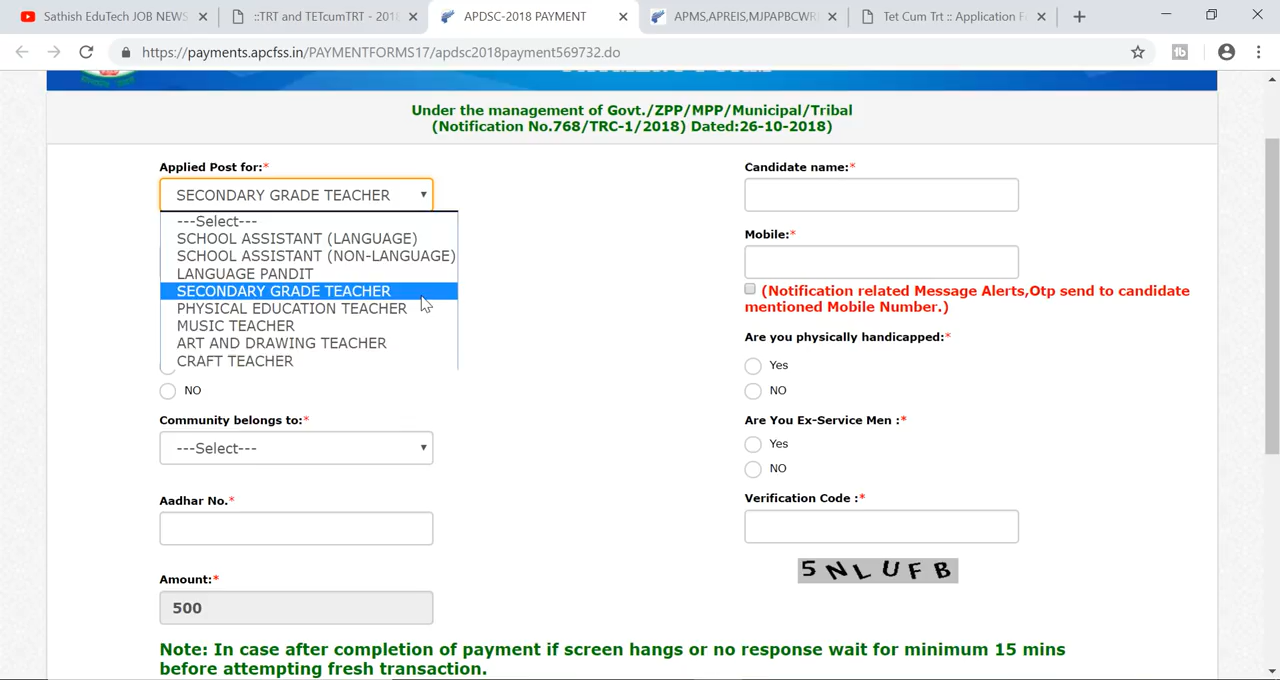 Sathish EduTech JOB NEWS
::TRT and TETcumTRT - 2018
APDSC-2018 PAYMENT
APMS,APREIS,MJPAPBCWR
Tet Cum Trt :: Application F
https://payments.apcfss.in/PAYMENTFORMS17/apdsc2018payment569732.do
Under the management of Govt./ZPP/MPP/Municipal/Tribal
(Notification No.768/TRC-1/2018) Dated:26-10-2018)
Applied Post for:*
SECONDARY GRADE TEACHER
---Select---
SCHOOL ASSISTANT (LANGUAGE)
SCHOOL ASSISTANT (NON-LANGUAGE)
LANGUAGE PANDIT
SECONDARY GRADE TEACHER
PHYSICAL EDUCATION TEACHER
MUSIC TEACHER
ART AND DRAWING TEACHER
CRAFT TEACHER
NO
Community belongs to:*
---Select---
Aadhar No.*
Amount:*
500
Candidate name:*
Mobile:*
(Notification related Message Alerts,Otp send to candidate
mentioned Mobile Number.)
Are you physically handicapped:*
Yes
NO
Are You Ex-Service Men :*
Yes
NO
Verification Code :*
5NLUFB
Note: In case after completion of payment if screen hangs or no response wait for minimum 15 mins
before attempting fresh transaction.